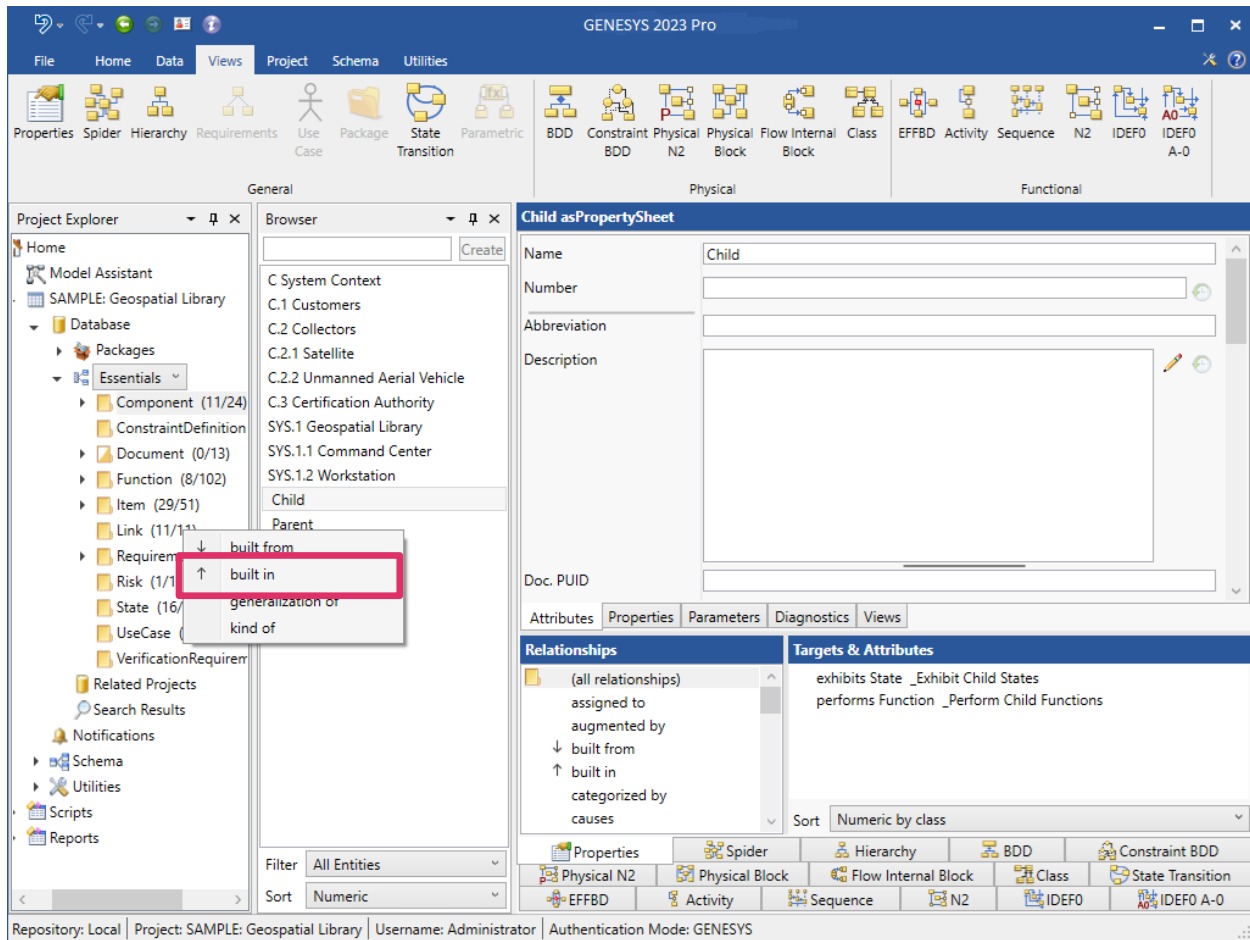 GENESYS 2023 Pro
File Home Data Views Project Schema Utilities
Properties Spider Hierarchy Requirements Use Case Package State Transition Parametric
BDD Constraint BDD Physical N2 Physical Block Flow Internal Block Class
EFFBD Activity Sequence N2 IDEF0 IDEF0 A-0
General Physical Functional
Project Explorer
Home
Model Assistant
SAMPLE: Geospatial Library
Database
Packages
Essentials
Component (11/24)
ConstraintDefinition
Document (0/13)
Function (8/102)
Item (29/51)
Link (11/11)
Requirem
Risk (1/1
State (16/
UseCase (
VerificationRequirem
Related Projects
Search Results
Notifications
Schema
Utilities
Scripts
Reports
Browser
Create
C System Context
C.1 Customers
C.2 Collectors
C.2.1 Satellite
C.2.2 Unmanned Aerial Vehicle
C.3 Certification Authority
SYS.1 Geospatial Library
SYS.1.1 Command Center
SYS.1.2 Workstation
Child
Parent
built from
built in
generalization of
kind of
Filter All Entities
Sort Numeric
Child asPropertySheet
Name Child
Number
Abbreviation
Description
Doc. PUID
Attributes Properties Parameters Diagnostics Views
Relationships
(all relationships)
assigned to
augmented by
built from
built in
categorized by
causes
Targets & Attributes
exhibits State _Exhibit Child States
performs Function _Perform Child Functions
Sort Numeric by class
Properties Spider Hierarchy BDD Constraint BDD
Physical N2 Physical Block Flow Internal Block Class State Transition
EFFBD Activity Sequence N2 IDEF0 IDEF0 A-0
Repository: Local Project: SAMPLE: Geospatial Library Username: Administrator Authentication Mode: GENESYS